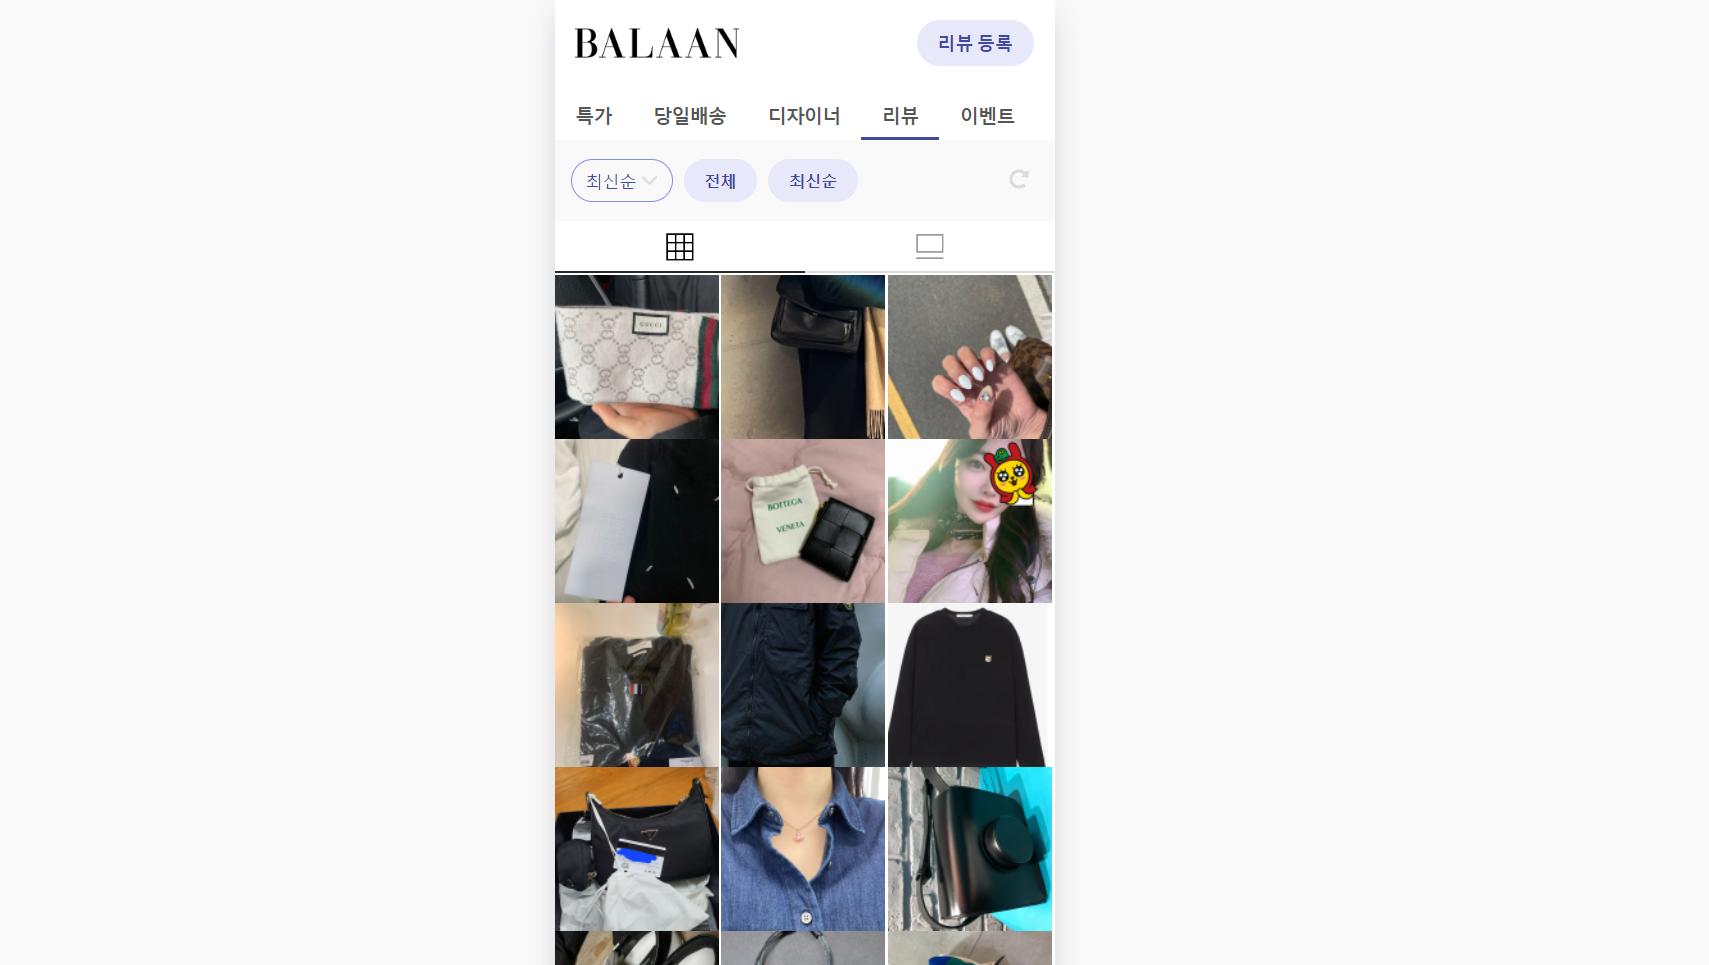 BALAAN
리뷰 등록
특가 당일배송 디자이너 리뷰 이벤트
최신순 전체 최신순
GUCCI
BOTTEGA
VENETA